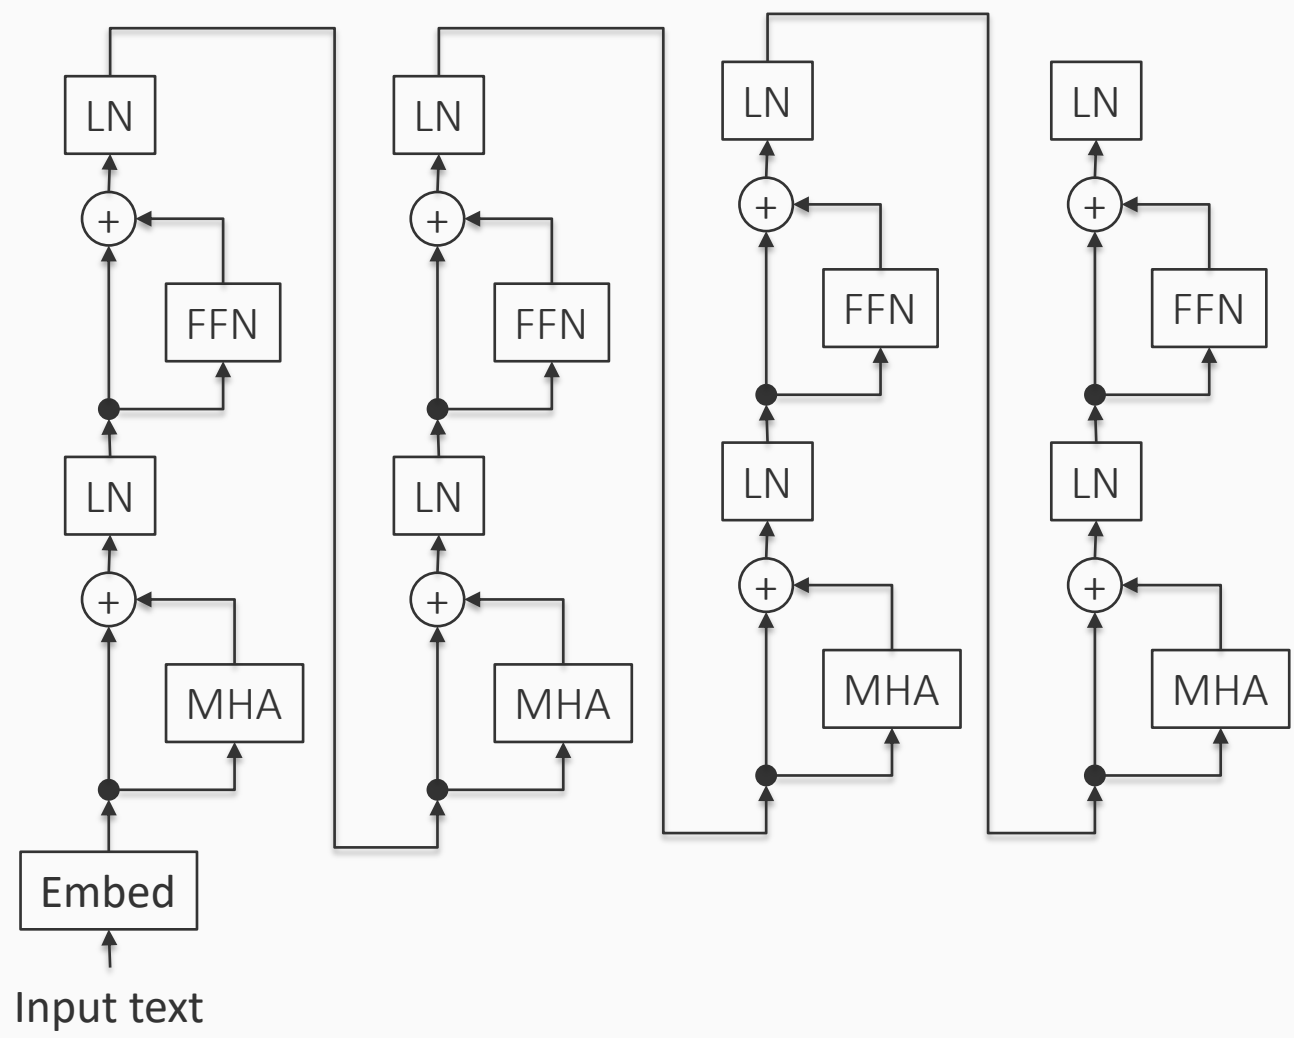 LN
+
FFN
LN
+
MHA
Embed
Input text
LN
+
FFN
LN
+
MHA
LN
+
FFN
LN
+
MHA
LN
+
FFN
LN
+
MHA